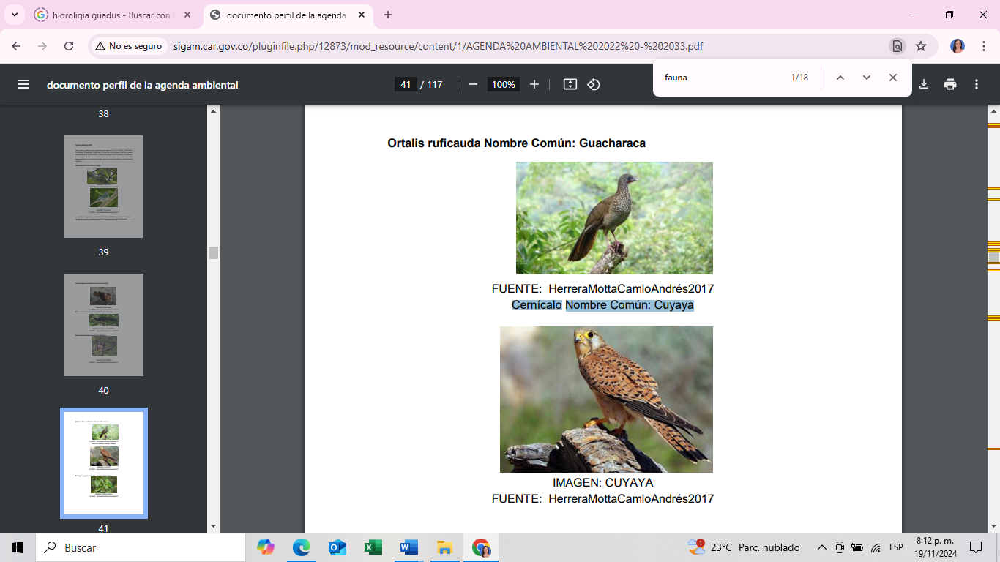 hidroligia guadus - Buscar con
documento perfil de la agenda
No es seguro
sigam.car.gov.co/pluginfile.php/12873/mod_resource/content/1/AGENDA%20AMBIENTAL%202022%20-%202033.pdf
fauna
1/18
documento perfil de la agenda ambiental
41 / 117
100%
38
39
40
41
Ortalis ruficauda Nombre Común: Guacharaca
FUENTE: HerreraMottaCamloAndrés2017
Cernícalo Nombre Común: Cuyaya
IMAGEN: CUYAYA
FUENTE: HerreraMottaCamloAndrés2017
Buscar
1
23°C Parc. nublado
ESP
8:12 p. m.
19/11/2024